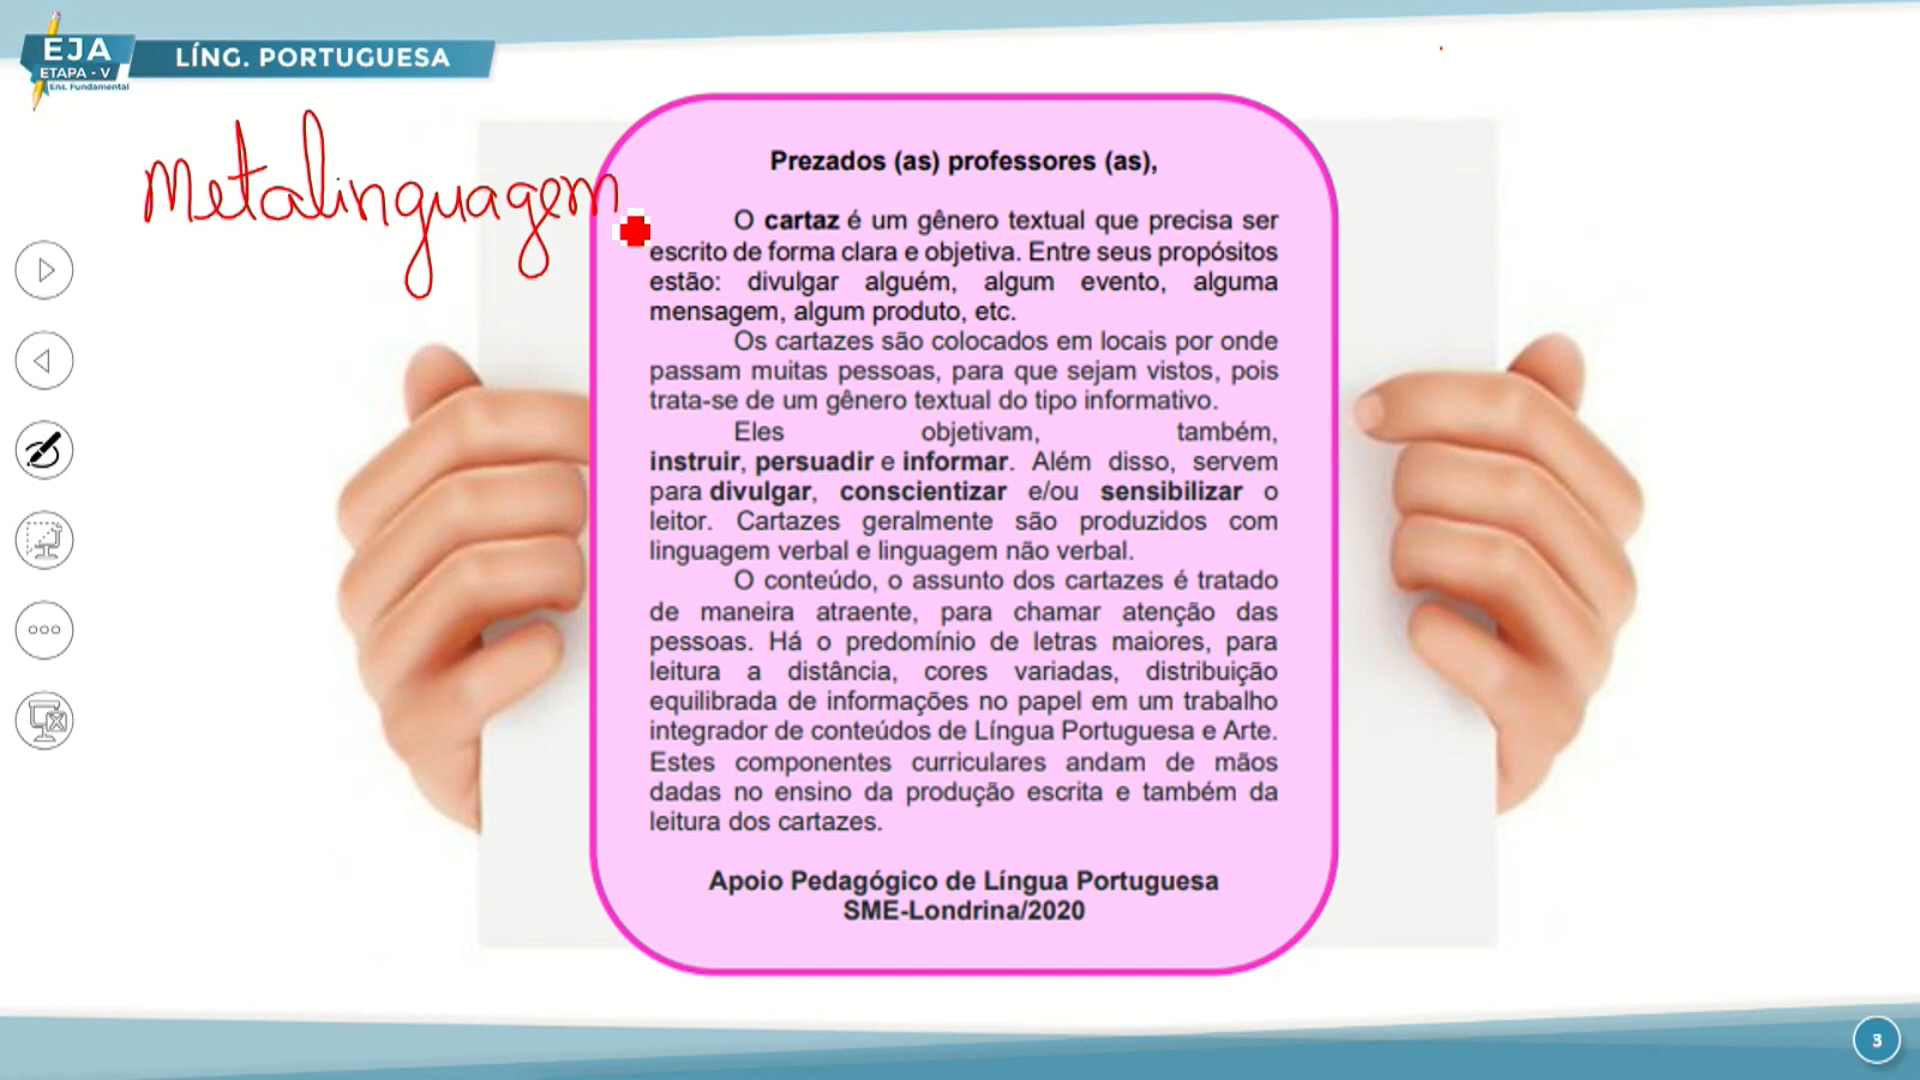 EJA
ETAPA - V
Ens. Fundamental
LÍNG. PORTUGUESA
Metalinguagem
Prezados (as) professores (as),
O cartaz é um gênero textual que precisa ser
escrito de forma clara e objetiva. Entre seus propósitos
estão: divulgar alguém, algum evento, alguma
mensagem, algum produto, etc.
Os cartazes são colocados em locais por onde
passam muitas pessoas, para que sejam vistos, pois
trata-se de um gênero textual do tipo informativo.
Eles objetivam, também,
instruir, persuadir e informar. Além disso, servem
para divulgar, conscientizar e/ou sensibilizar o
leitor. Cartazes geralmente são produzidos com
linguagem verbal e linguagem não verbal.
O conteúdo, o assunto dos cartazes é tratado
de maneira atraente, para chamar atenção das
pessoas. Há o predomínio de letras maiores, para
leitura a distância, cores variadas, distribuição
equilibrada de informações no papel em um trabalho
integrador de conteúdos de Língua Portuguesa e Arte.
Estes componentes curriculares andam de mãos
dadas no ensino da produção escrita e também da
leitura dos cartazes.
Apoio Pedagógico de Língua Portuguesa
SME-Londrina/2020
3